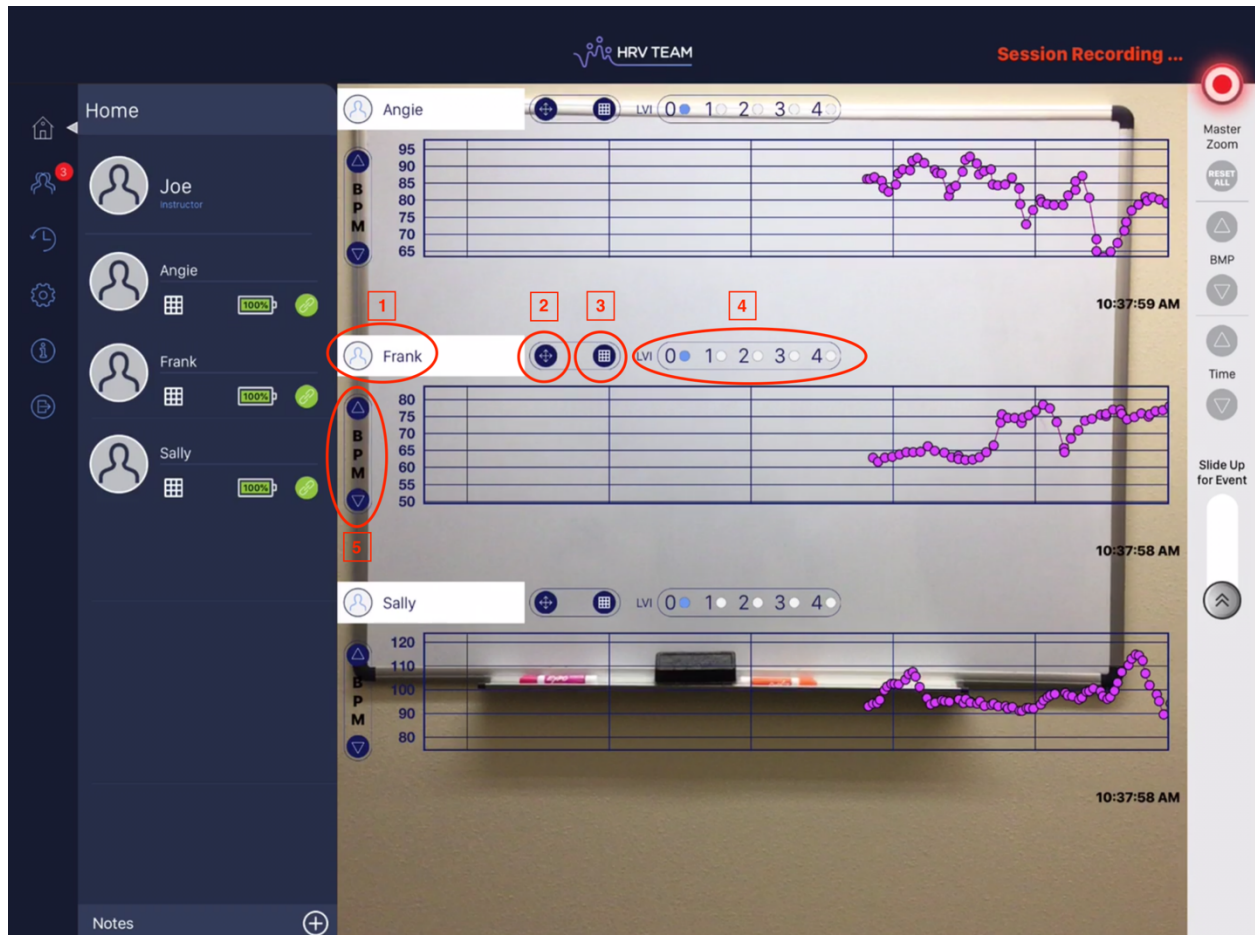 HRV TEAM
Session Recording ...
Home
3
Joe
Instructor
Angie
100%
Frank
100%
Sally
100%
Notes
Angie
LVI 0 1 2 3 4
95
90
85
80
75
70
65
BPM
10:37:59 AM
1
2
3
4
Frank
LVI 0 1 2 3 4
80
75
70
65
60
55
50
BPM
5
10:37:58 AM
Sally
LVI 0 1 2 3 4
120
110
100
90
80
BPM
10:37:58 AM
Master
Zoom
RESET
ALL
BMP
Time
Slide Up
for Event